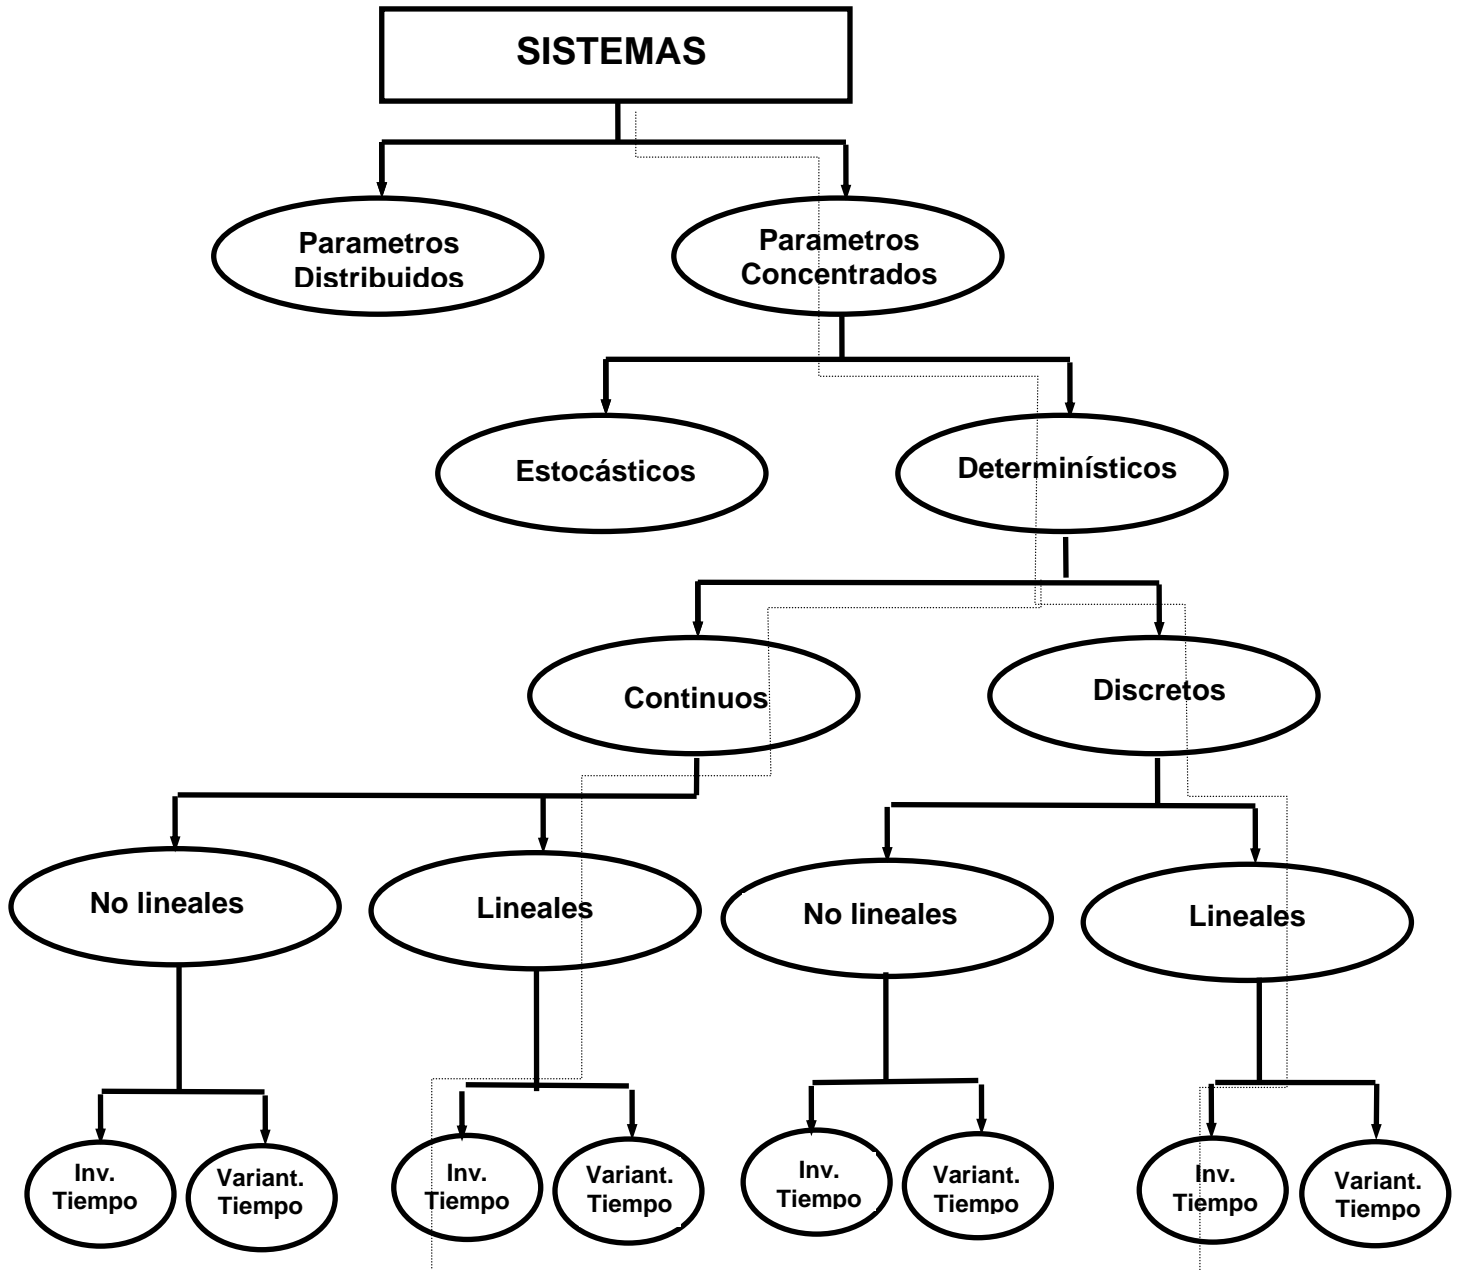 SISTEMAS
Parametros
Distribuidos
Parametros
Concentrados
Estocásticos
Determinísticos
Continuos
Discretos
No lineales
Lineales
No lineales
Lineales
Inv.
Tiempo
Variant.
Tiempo
Inv.
Tiempo
Variant.
Tiempo
Inv.
Tiempo
Variant.
Tiempo
Inv.
Tiempo
Variant.
Tiempo